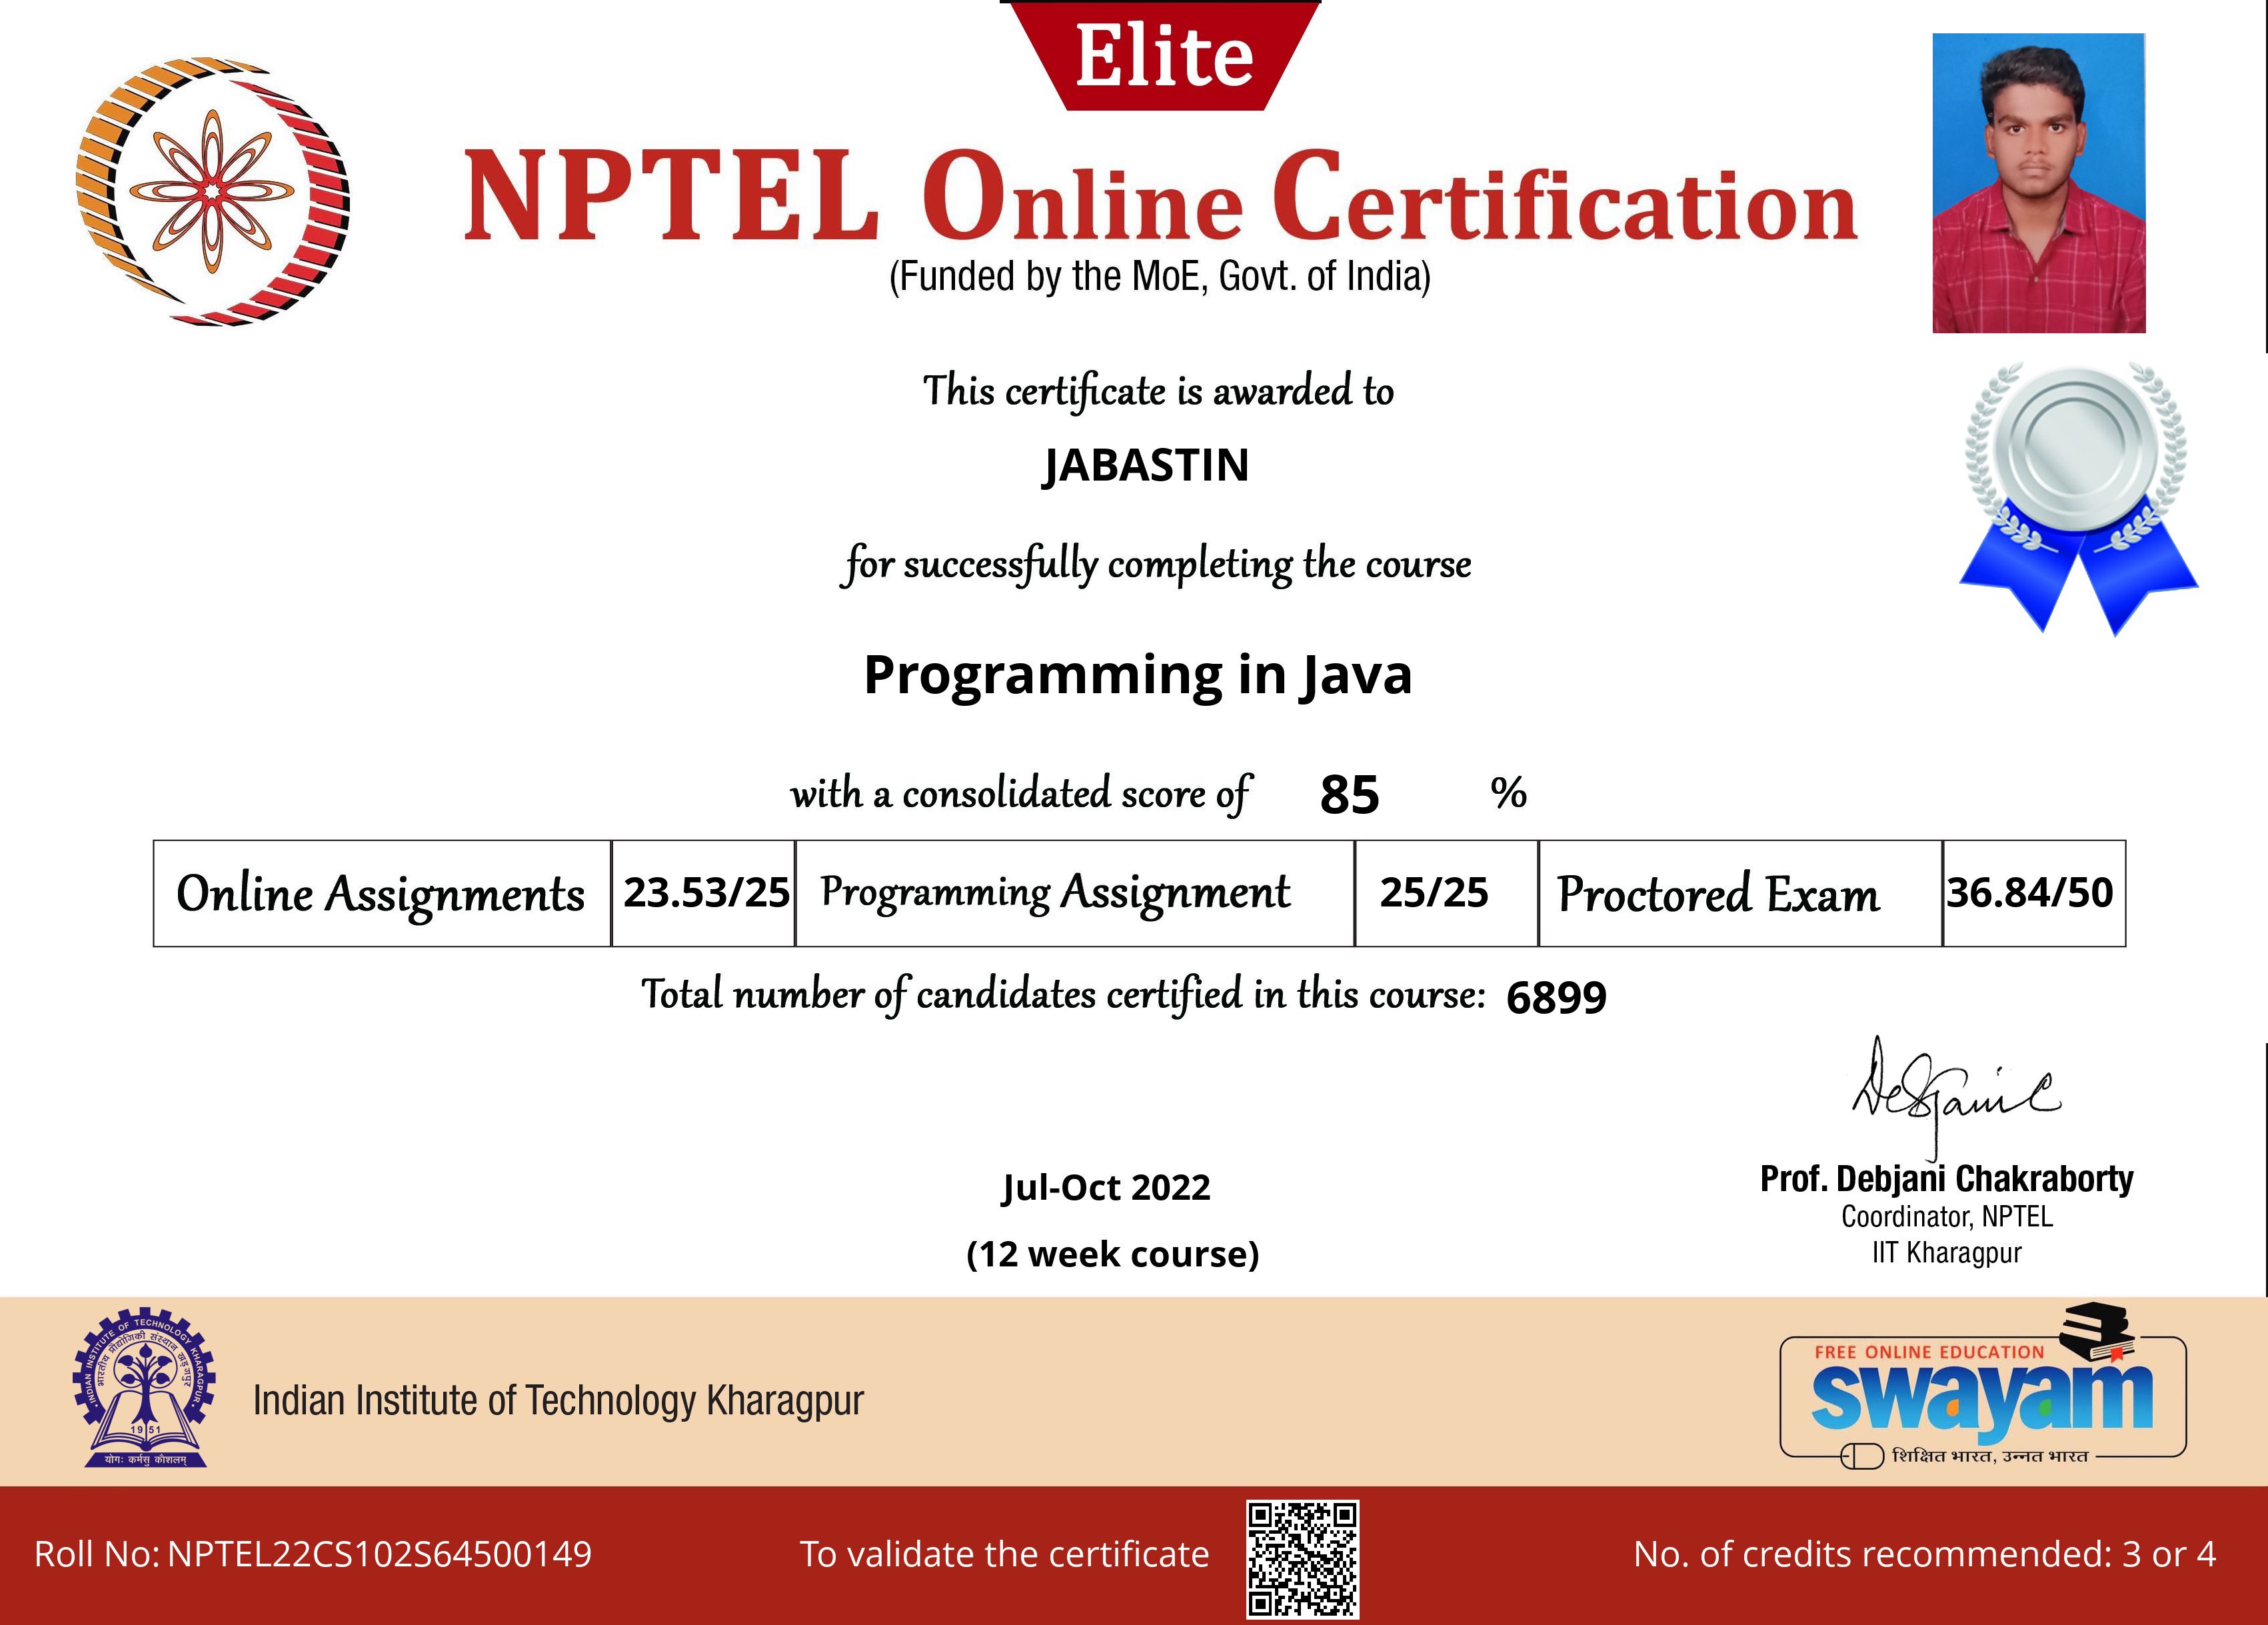 Elite
NPTEL Online Certification
(Funded by the MoE, Govt. of India)
This certificate is awarded to
JABASTIN
for successfully completing the course
Programming in Java
with a consolidated score of 85 %
Online Assignments 23.53/25 Programming Assignment 25/25 Proctored Exam 36.84/50
Total number of candidates certified in this course: 6899
Jul-Oct 2022
(12 week course)
Prof. Debjani Chakraborty
Coordinator, NPTEL
IIT Kharagpur
INDIAN INSTITUTE OF TECHNOLOGY KHARAGPUR
भारतीय प्रौद्योगिकी संस्थान खड़गपुर
1951
योगः कर्मसु कौशलम्
Indian Institute of Technology Kharagpur
FREE ONLINE EDUCATION
swayam
शिक्षित भारत, उन्नत भारत
Roll No: NPTEL22CS102S64500149
To validate the certificate
No. of credits recommended: 3 or 4